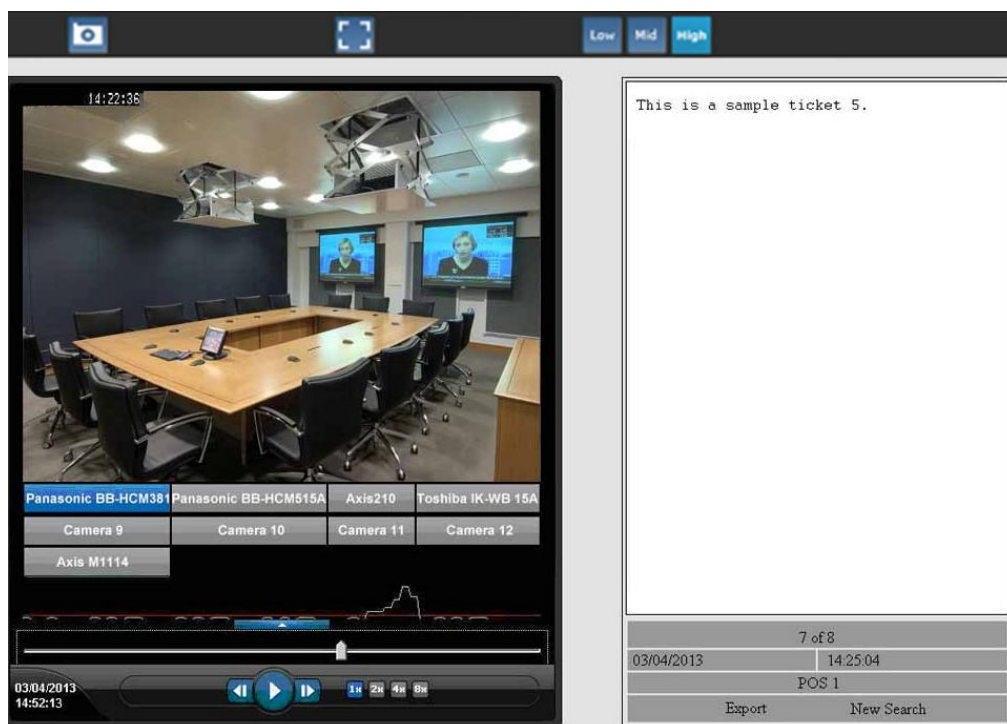 Low Mid High
14:22:36
This is a sample ticket 5.
Panasonic BB-HCM381 Panasonic BB-HCM515A Axis210 Toshiba IK-WB 15A
Camera 9 Camera 10 Camera 11 Camera 12
Axis M1114
7 of 8
03/04/2013 14:25:04
POS 1
Export New Search
03/04/2013
14:52:13
1x 2x 4x 8x